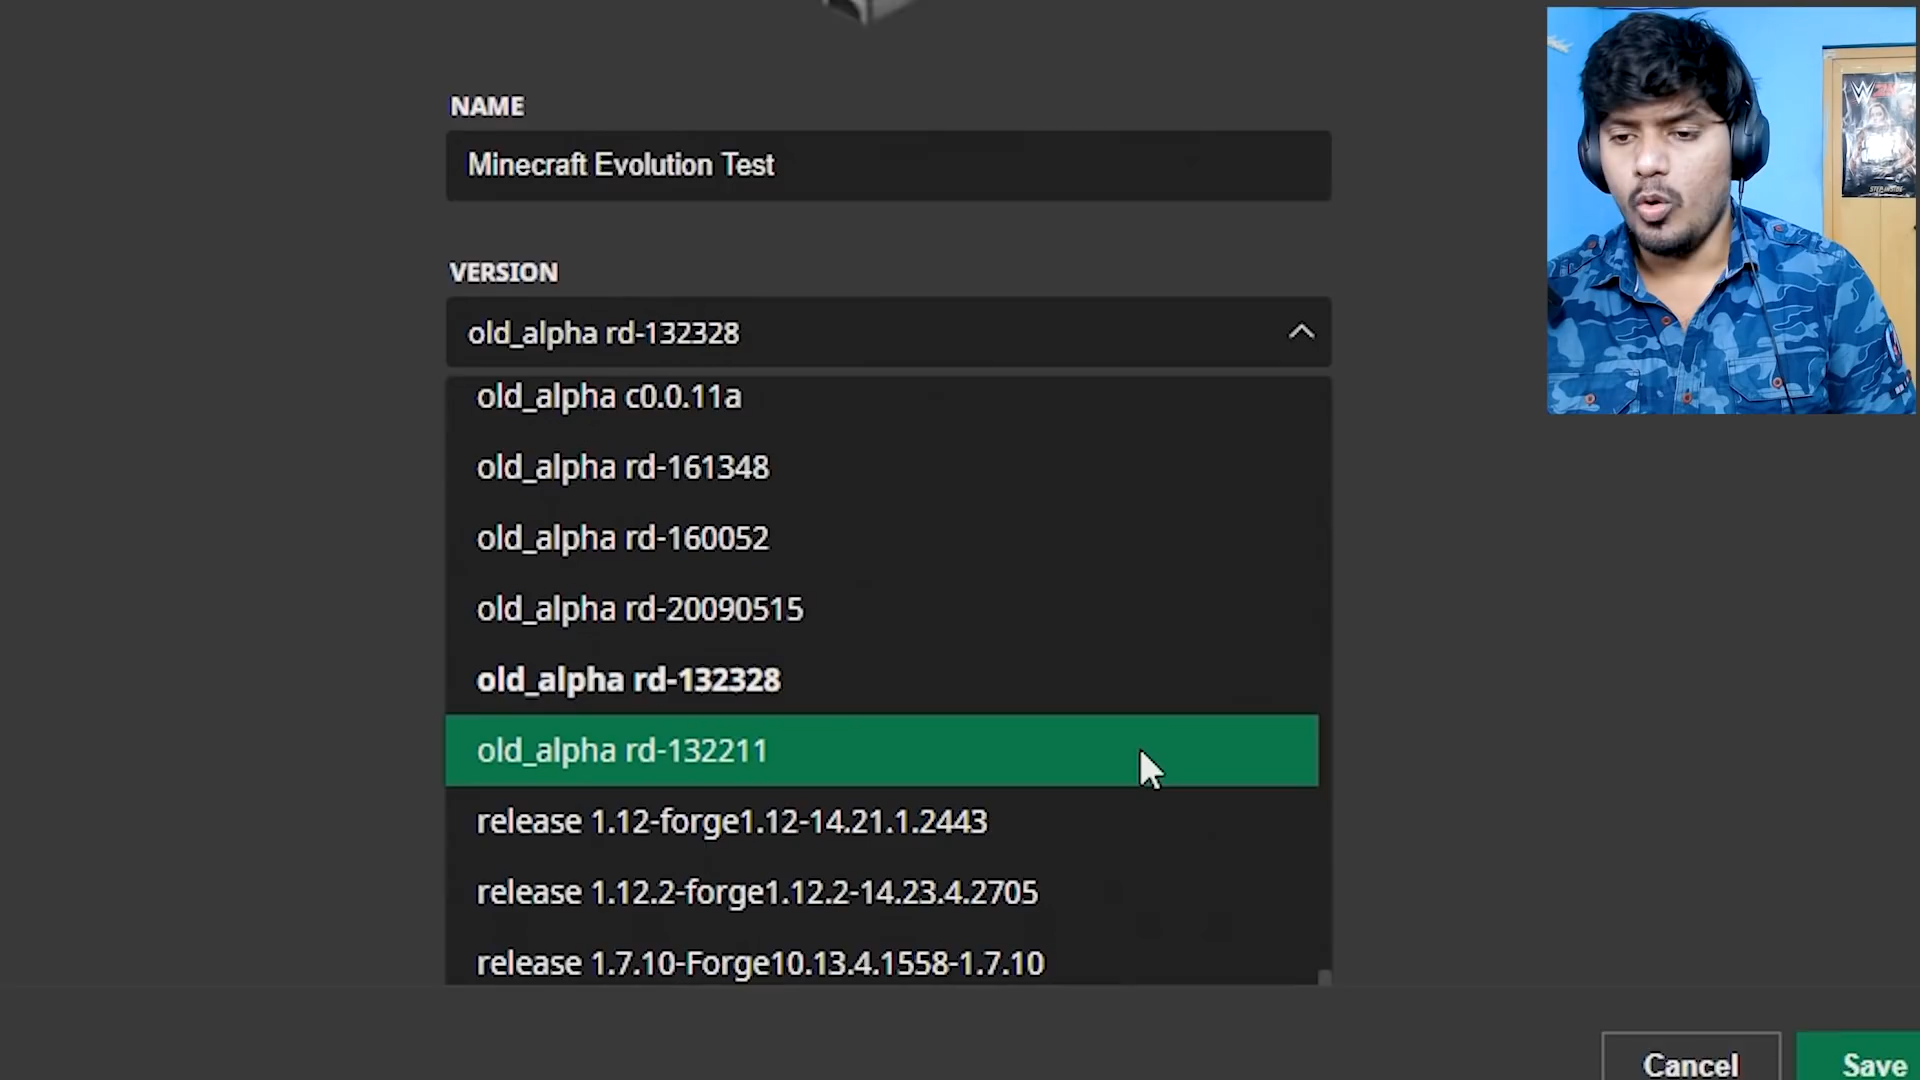 NAME
Minecraft Evolution Test
VERSION
old_alpha rd-132328
old_alpha c0.0.11a
old_alpha rd-161348
old_alpha rd-160052
old_alpha rd-20090515
old_alpha rd-132328
old_alpha rd-132211
release 1.12-forge1.12-14.21.1.2443
release 1.12.2-forge1.12.2-14.23.4.2705
release 1.7.10-Forge10.13.4.1558-1.7.10
Cancel
Save